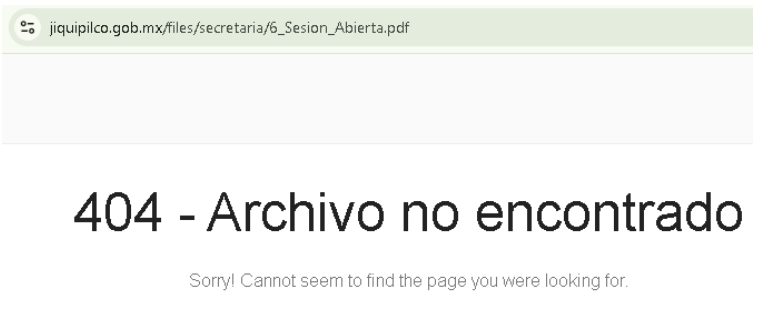 jiquipilco.gob.mx/files/secretaria/6_Sesion_Abierta.pdf
404 - Archivo no encontrado
Sorry! Cannot seem to find the page you were looking for.